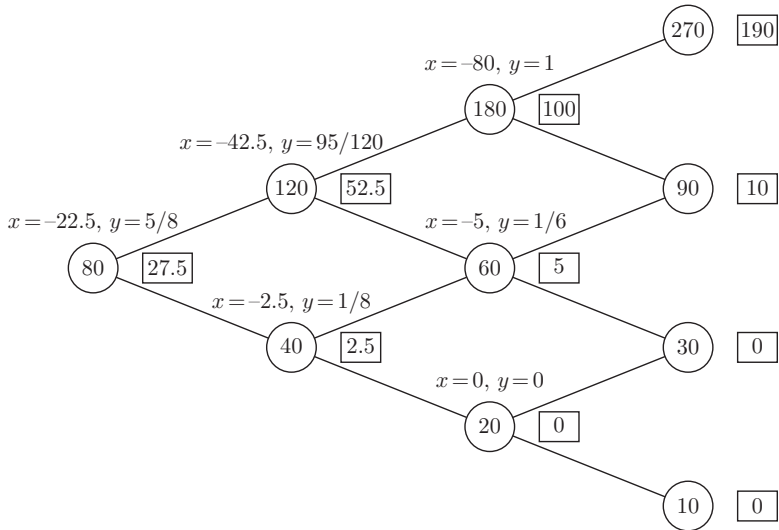 270 190
x=–80, y=1
180 100
x=–42.5, y=95/120
120 52.5
90 10
x=–22.5, y=5/8
x=–5, y=1/6
80 27.5
60 5
x=–2.5, y=1/8
40 2.5
30 0
x=0, y=0
20 0
10 0